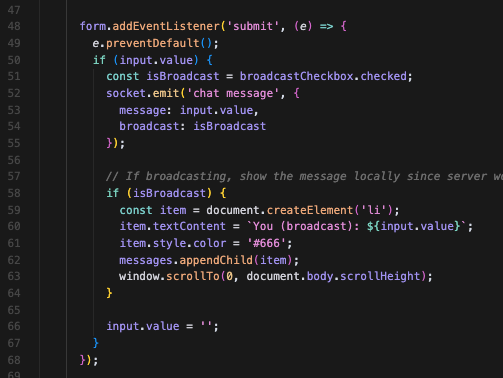 47
48 form.addEventListener('submit', (e) => {
49 e.preventDefault();
50 if (input.value) {
51 const isBroadcast = broadcastCheckbox.checked;
52 socket.emit('chat message', {
53 message: input.value,
54 broadcast: isBroadcast
55 });
56
57 // If broadcasting, show the message locally since server
58 if (isBroadcast) {
59 const item = document.createElement('li');
60 item.textContent = `You (broadcast): ${input.value}`;
61 item.style.color = '#666';
62 messages.appendChild(item);
63 window.scrollTo(0, document.body.scrollHeight);
64 }
65
66 input.value = '';
67 }
68 });
69